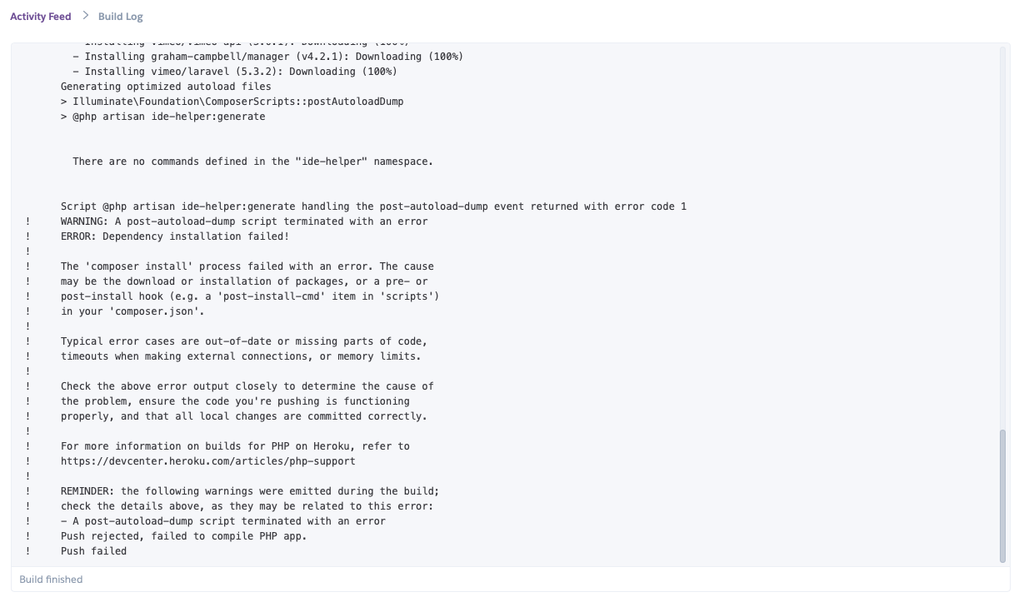 Activity Feed > Build Log
- Installing vimeo/vimeo-api (3.0.1): Downloading (100%)
- Installing graham-campbell/manager (v4.2.1): Downloading (100%)
- Installing vimeo/laravel (5.3.2): Downloading (100%)
Generating optimized autoload files
> Illuminate\Foundation\ComposerScripts::postAutoloadDump
> @php artisan ide-helper:generate
There are no commands defined in the "ide-helper" namespace.
Script @php artisan ide-helper:generate handling the post-autoload-dump event returned with error code 1
! WARNING: A post-autoload-dump script terminated with an error
! ERROR: Dependency installation failed!
!
! The 'composer install' process failed with an error. The cause
! may be the download or installation of packages, or a pre- or
! post-install hook (e.g. a 'post-install-cmd' item in 'scripts')
! in your 'composer.json'.
!
! Typical error cases are out-of-date or missing parts of code,
! timeouts when making external connections, or memory limits.
!
! Check the above error output closely to determine the cause of
! the problem, ensure the code you're pushing is functioning
! properly, and that all local changes are committed correctly.
!
! For more information on builds for PHP on Heroku, refer to
! https://devcenter.heroku.com/articles/php-support
!
! REMINDER: the following warnings were emitted during the build;
! check the details above, as they may be related to this error:
! - A post-autoload-dump script terminated with an error
! Push rejected, failed to compile PHP app.
! Push failed
Build finished